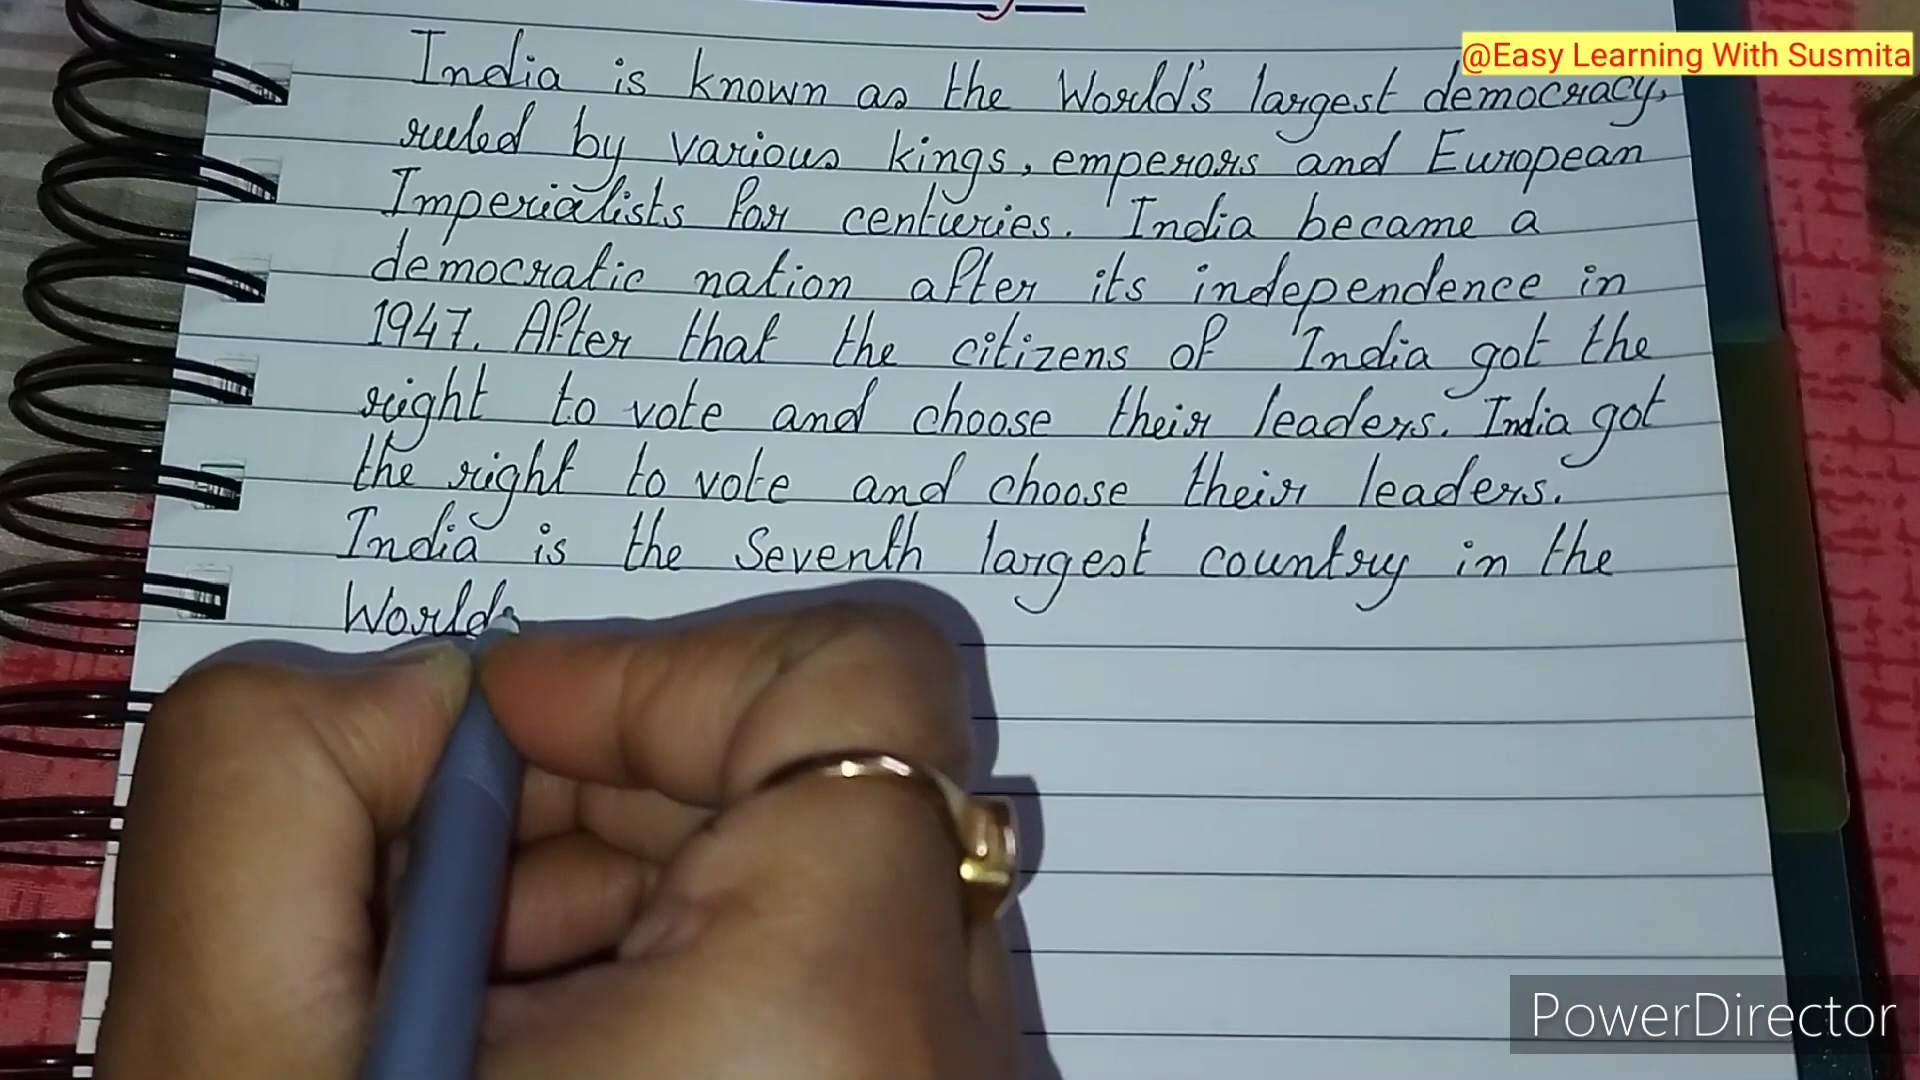 @Easy Learning With Susmita
India is known as the World's largest democracy,
ruled by various kings, emperors and European
Imperialists for centuries. India became a
democratic nation after its independence in
1947. After that the citizens of India got the
right to vote and choose their leaders. India got
the right to vote and choose their leaders.
India is the Seventh largest country in the
World
PowerDirector